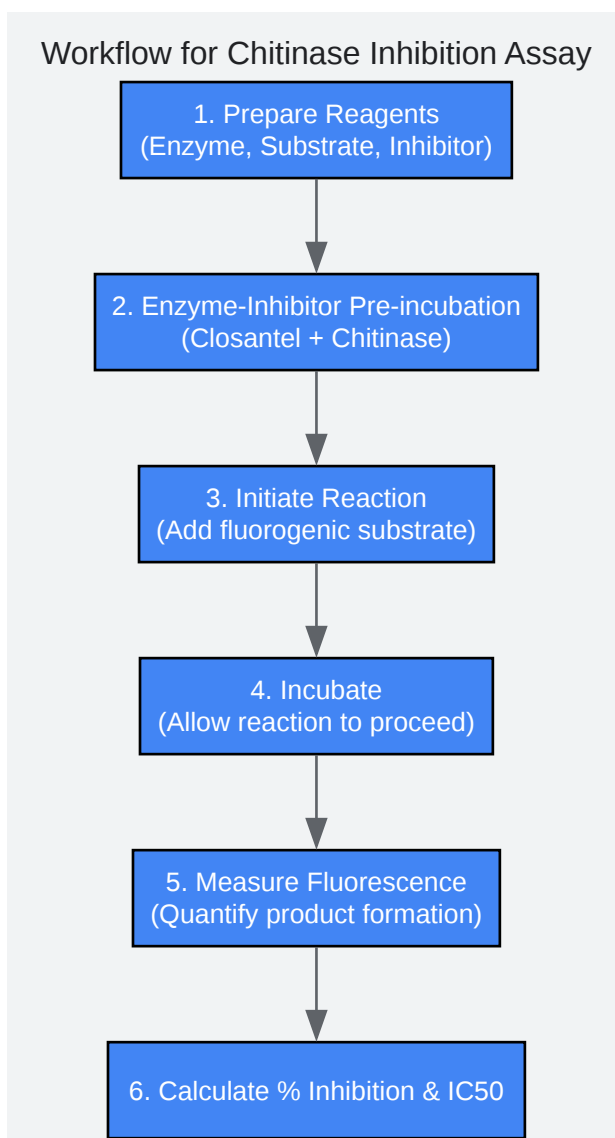 Workflow for Chitinase Inhibition Assay
1. Prepare Reagents
(Enzyme, Substrate, Inhibitor)
2. Enzyme-Inhibitor Pre-incubation
(Closantel + Chitinase)
3. Initiate Reaction
(Add fluorogenic substrate)
4. Incubate
(Allow reaction to proceed)
5. Measure Fluorescence
(Quantify product formation)
6. Calculate % Inhibition & IC50